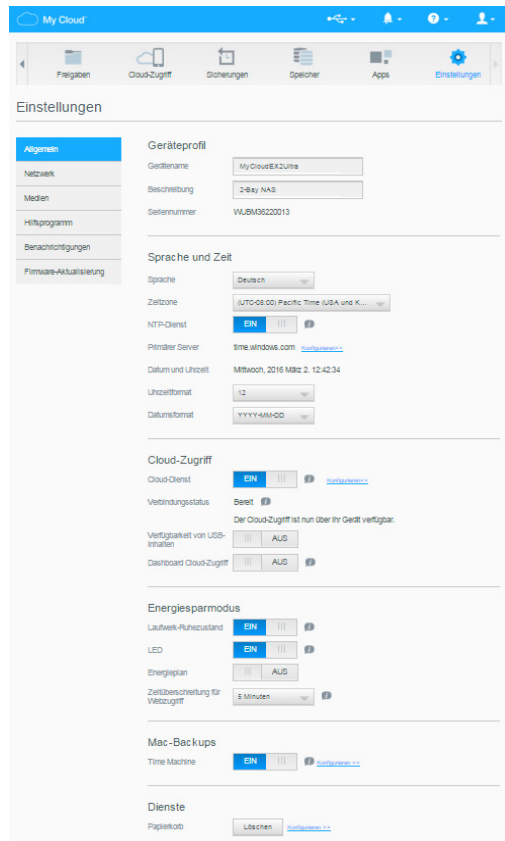 My Cloud
Freigaben
Cloud-Zugriff
Sicherungen
Speicher
Apps
Einstellungen
Einstellungen
Allgemein
Netzwerk
Medien
Hilfsprogramm
Benachrichtigungen
Firmware-Aktualisierung
Geräteprofil
Gerätename MyCloudEX2Ultra
Beschreibung 2-Bay NAS
Seriennummer WUBM36220013
Sprache und Zeit
Sprache Deutsch
Zeitzone (UTC-08:00) Pacific Time (USA und K...
NTP-Dienst EIN
Primärer Server time.windows.com Konfigurieren>>
Datum und Uhrzeit Mittwoch, 2016 März 2. 12:42:34
Uhrzeitformat 12
Datumsformat YYYY-MM-DD
Cloud-Zugriff
Cloud-Dienst EIN Konfigurieren>>
Verbindungsstatus Bereit
Der Cloud-Zugriff ist nun über Ihr Gerät verfügbar.
Verfügbarkeit von USB-
Inhalten AUS
Dashboard Cloud-Zugriff AUS
Energiesparmodus
Laufwerk-Ruhezustand EIN
LED EIN
Energieplan AUS
Zeitüberschreitung für
Webzugriff 5 Minuten
Mac-Backups
Time Machine EIN Konfigurieren >>
Dienste
Papierkorb Löschen Konfigurieren >>